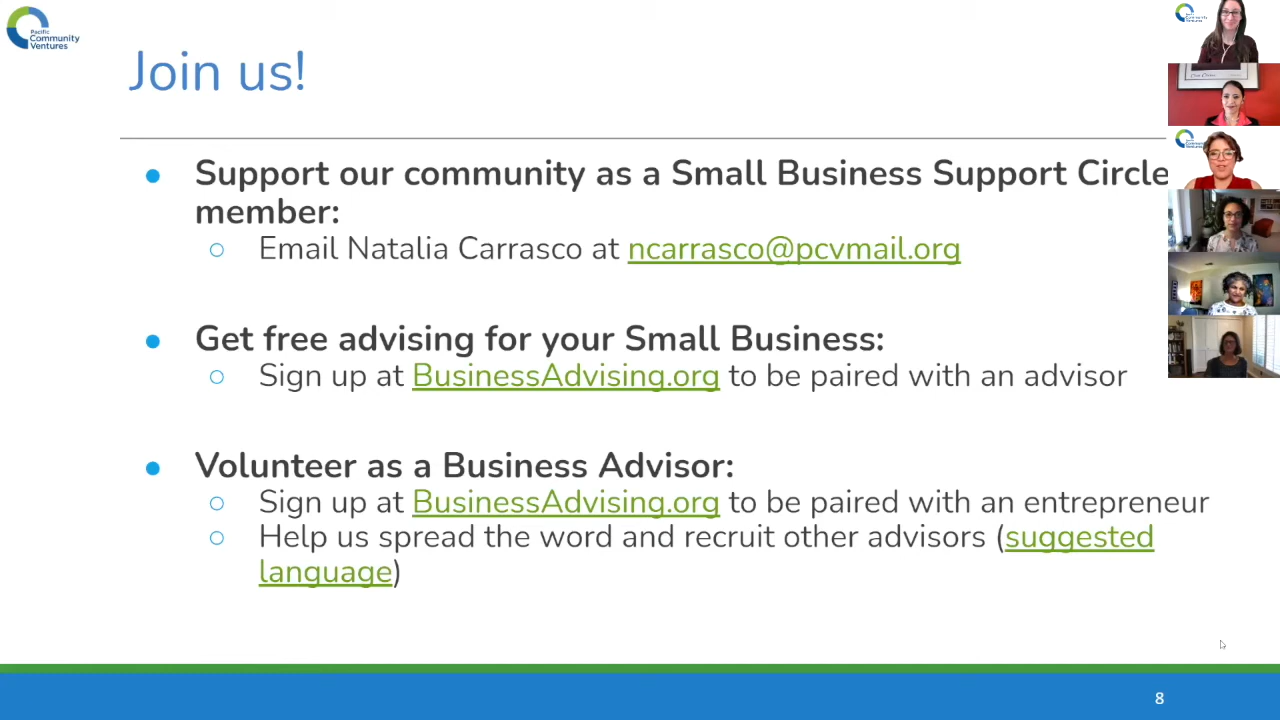 Pacific
Community
Ventures
Join us!
● Support our community as a Small Business Support Circle
member:
○ Email Natalia Carrasco at ncarrasco@pcvmail.org
● Get free advising for your Small Business:
○ Sign up at BusinessAdvising.org to be paired with an advisor
● Volunteer as a Business Advisor:
○ Sign up at BusinessAdvising.org to be paired with an entrepreneur
○ Help us spread the word and recruit other advisors (suggested
language)
8